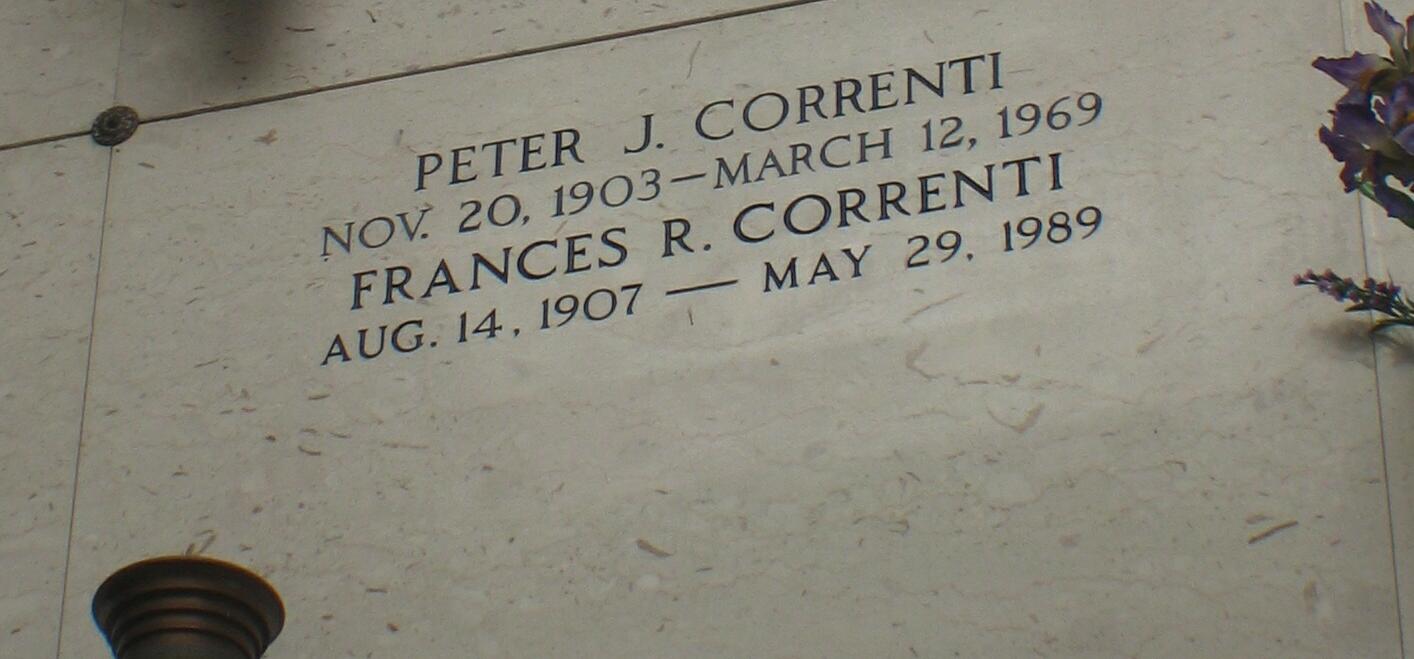 PETER J. CORRENTI
NOV. 20, 1903—MARCH 12, 1969
FRANCES R. CORRENTI
AUG. 14, 1907 — MAY 29, 1989